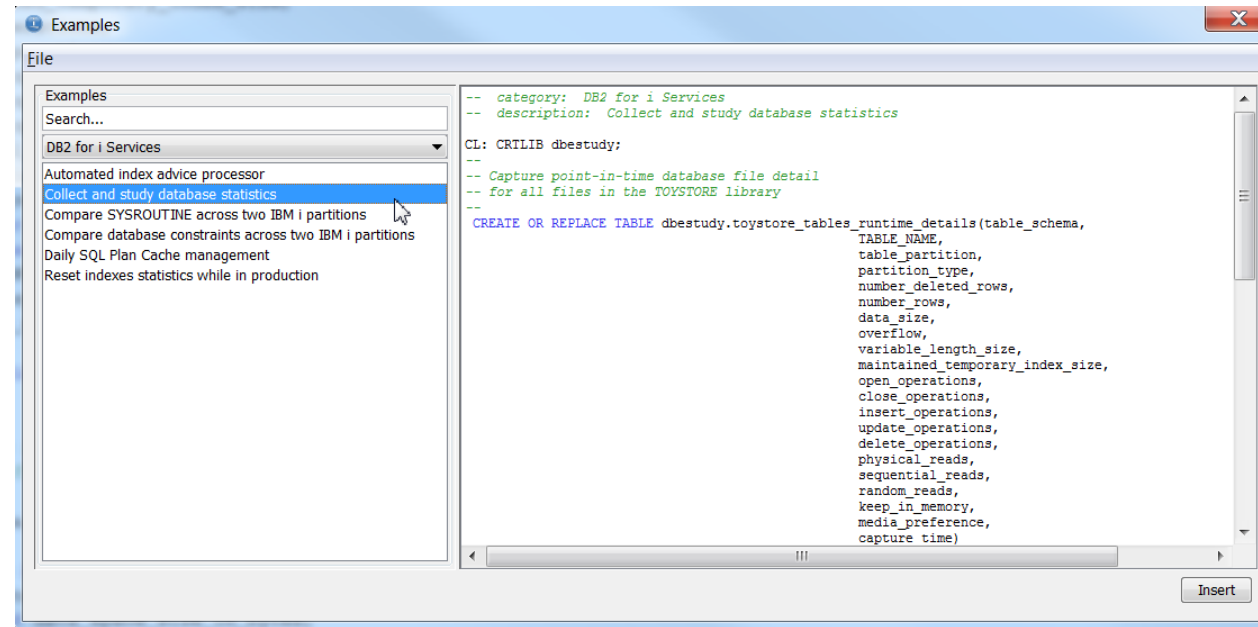 Examples
File
Examples
Search...
DB2 for i Services
Automated index advice processor
Collect and study database statistics
Compare SYSROUTINE across two IBM i partitions
Compare database constraints across two IBM i partitions
Daily SQL Plan Cache management
Reset indexes statistics while in production
-- category: DB2 for i Services
-- description: Collect and study database statistics
CL: CRTLIB dbestudy;
--
-- Capture point-in-time database file detail
-- for all files in the TOYSTORE library
--
CREATE OR REPLACE TABLE dbestudy.toystore_tables_runtime_details(table_schema,
TABLE_NAME,
table_partition,
partition_type,
number_deleted_rows,
number_rows,
data_size,
overflow,
variable_length_size,
maintained_temporary_index_size,
open_operations,
close_operations,
insert_operations,
update_operations,
delete_operations,
physical_reads,
sequential_reads,
random_reads,
keep_in_memory,
media_preference,
capture_time)
Insert